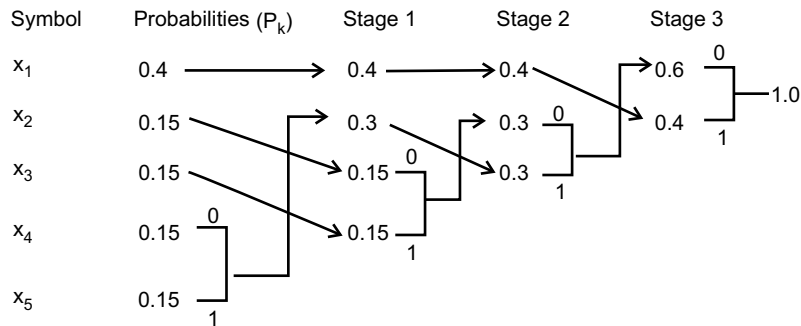 Symbol Probabilities (Pk) Stage 1 Stage 2 Stage 3
x1 0.4 0.4 0.4 0.6 0
1.0
x2 0.15 0.3 0.3 0 0.4 1
x3 0.15 0.15 0 0.3 1
x4 0.15 0 0.15 1
x5 0.15 1